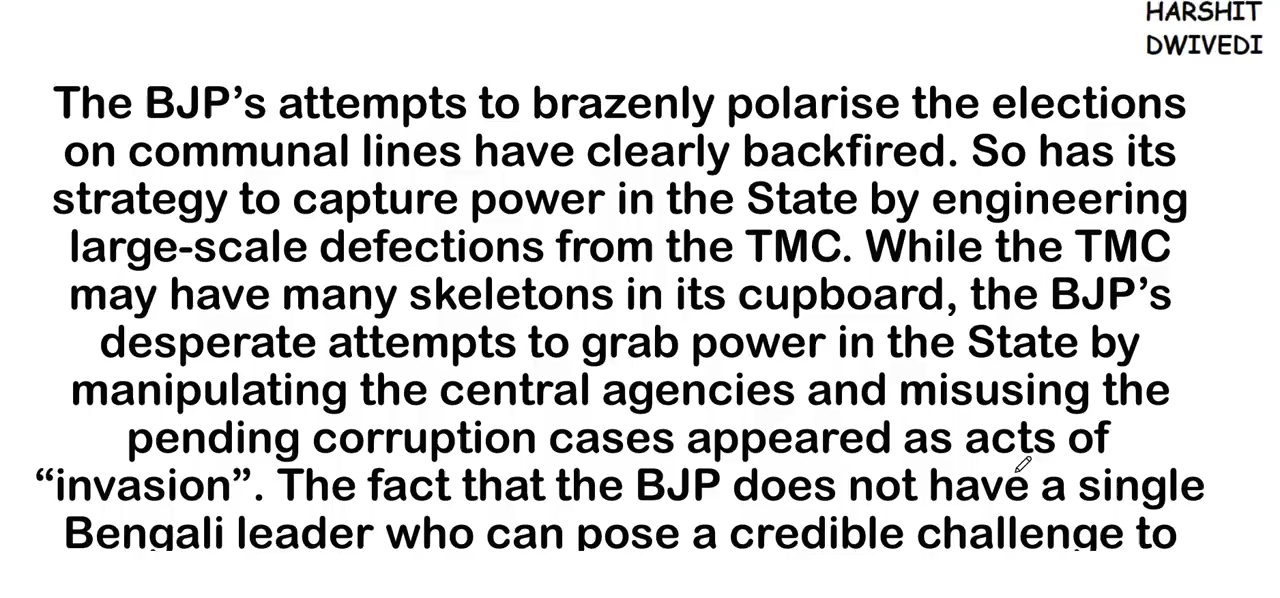 HARSHIT
DWIVEDI
The BJP’s attempts to brazenly polarise the elections
on communal lines have clearly backfired. So has its
strategy to capture power in the State by engineering
large-scale defections from the TMC. While the TMC
may have many skeletons in its cupboard, the BJP’s
desperate attempts to grab power in the State by
manipulating the central agencies and misusing the
pending corruption cases appeared as acts of
“invasion”. The fact that the BJP does not have a single
Bengali leader who can pose a credible challenge to